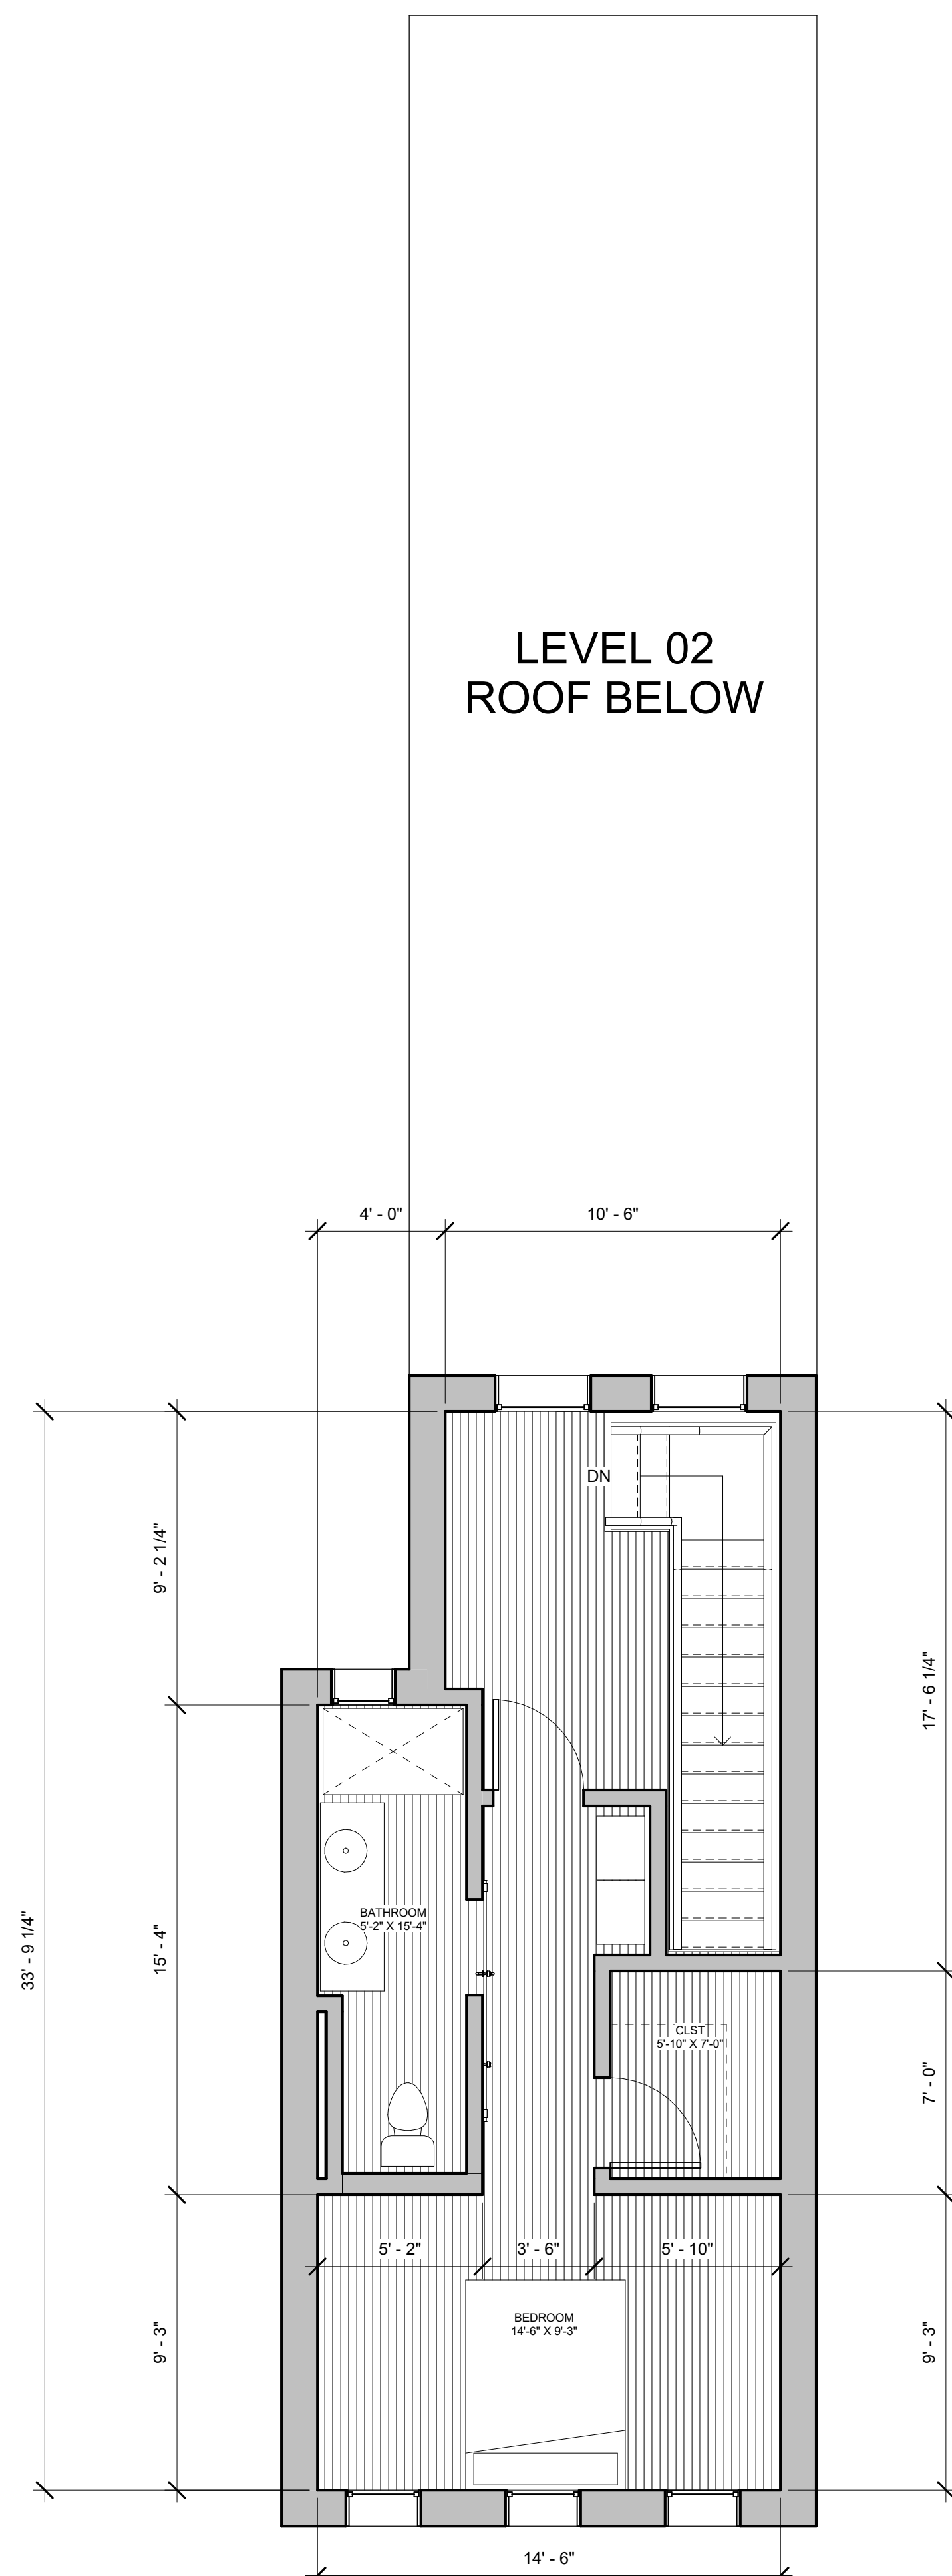 LEVEL 02
ROOF BELOW
4' - 0"
10' - 6"
DN
9' - 2 1/4"
17' - 6 1/4"
BATHROOM
5'-2" X 15'-4"
33' - 9 1/4"
15' - 4"
CLST
5'-10" X 7'-0"
7' - 0"
5' - 2"
3' - 6"
5' - 10"
BEDROOM
14'-6" X 9'-3"
9' - 3"
9' - 3"
14' - 6"